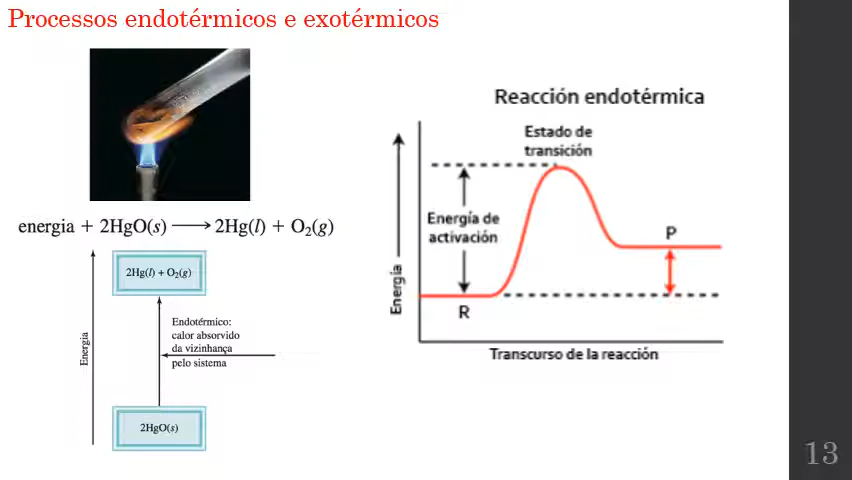 Processos endotérmicos e exotérmicos
energia + 2HgO(s) ⟶ 2Hg(l) + O₂(g)
2Hg(l) + O₂(g)
Endotérmico:
calor absorvido
da vizinhança
pelo sistema
Energia
2HgO(s)
Reacción endotérmica
Estado de
transición
Energía de
activación
P
R
Energía
Transcurso de la reacción
13